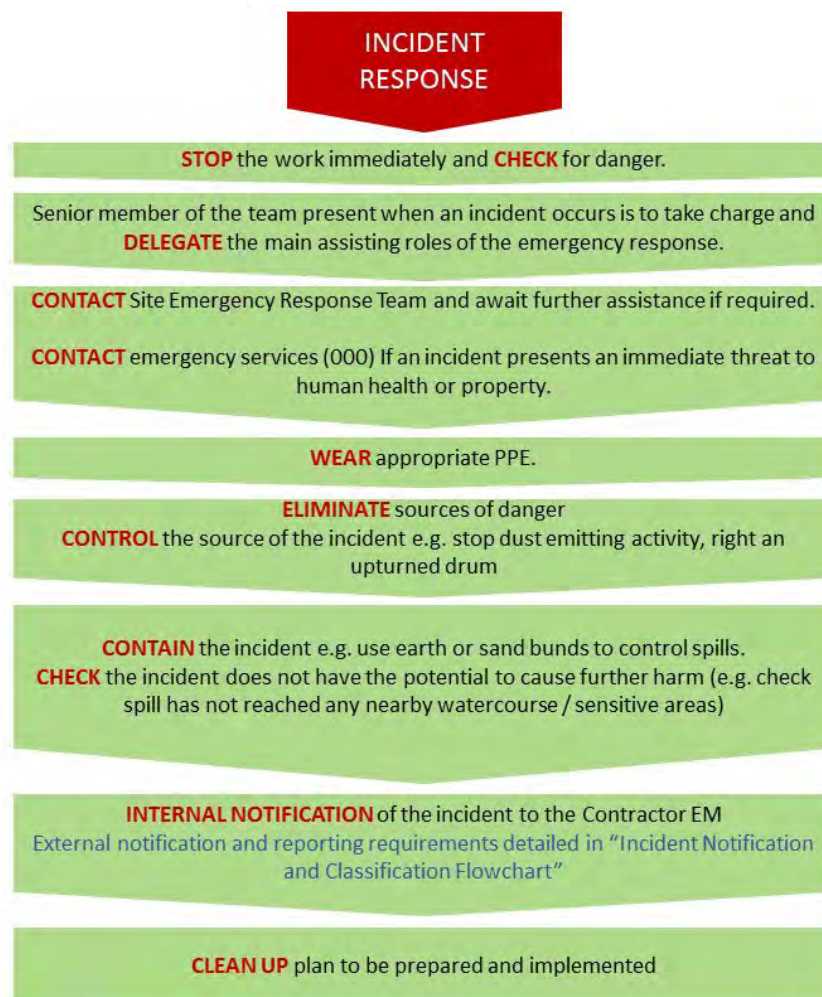 INCIDENT
RESPONSE
STOP the work immediately and CHECK for danger.
Senior member of the team present when an incident occurs is to take charge and
DELEGATE the main assisting roles of the emergency response.
CONTACT Site Emergency Response Team and await further assistance if required.
CONTACT emergency services (000) If an incident presents an immediate threat to
human health or property.
WEAR appropriate PPE.
ELIMINATE sources of danger
CONTROL the source of the incident e.g. stop dust emitting activity, right an
upturned drum
CONTAIN the incident e.g. use earth or sand bunds to control spills.
CHECK the incident does not have the potential to cause further harm (e.g. check
spill has not reached any nearby watercourse / sensitive areas)
INTERNAL NOTIFICATION of the incident to the Contractor EM
External notification and reporting requirements detailed in “Incident Notification
and Classification Flowchart”
CLEAN UP plan to be prepared and implemented